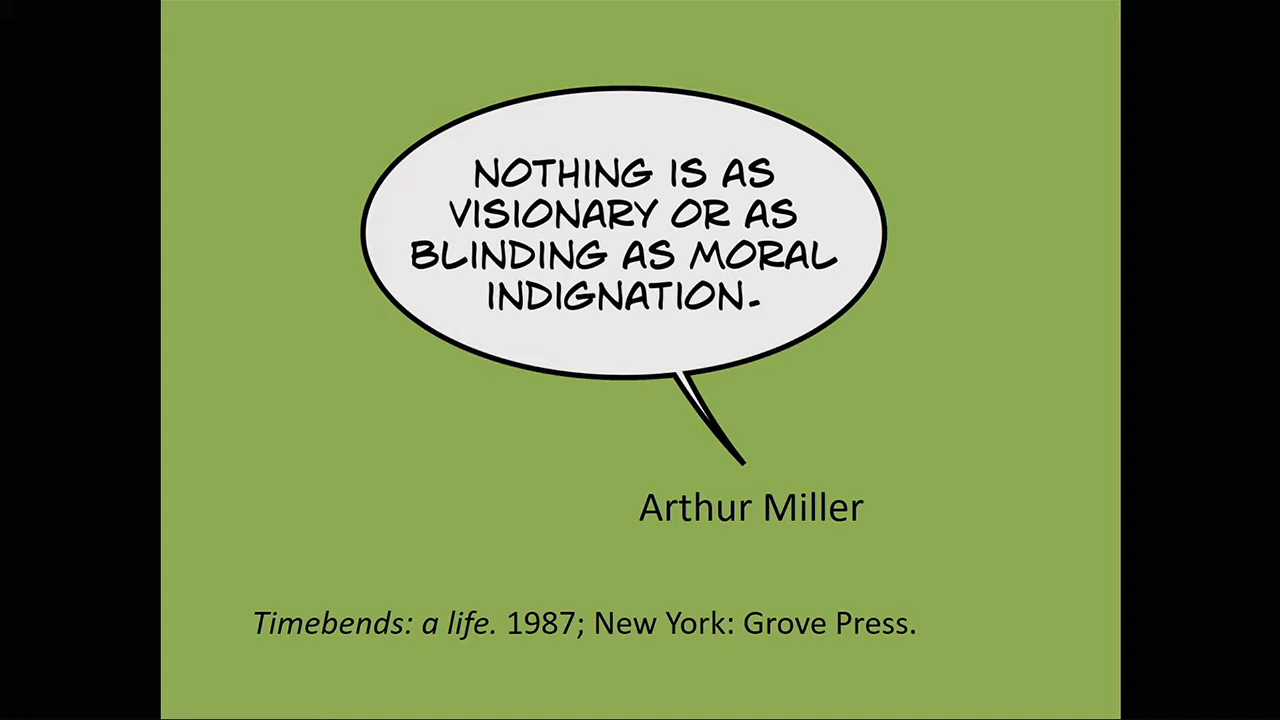 NOTHING IS AS
VISIONARY OR AS
BLINDING AS MORAL
INDIGNATION.
Arthur Miller
Timebends: a life. 1987; New York: Grove Press.